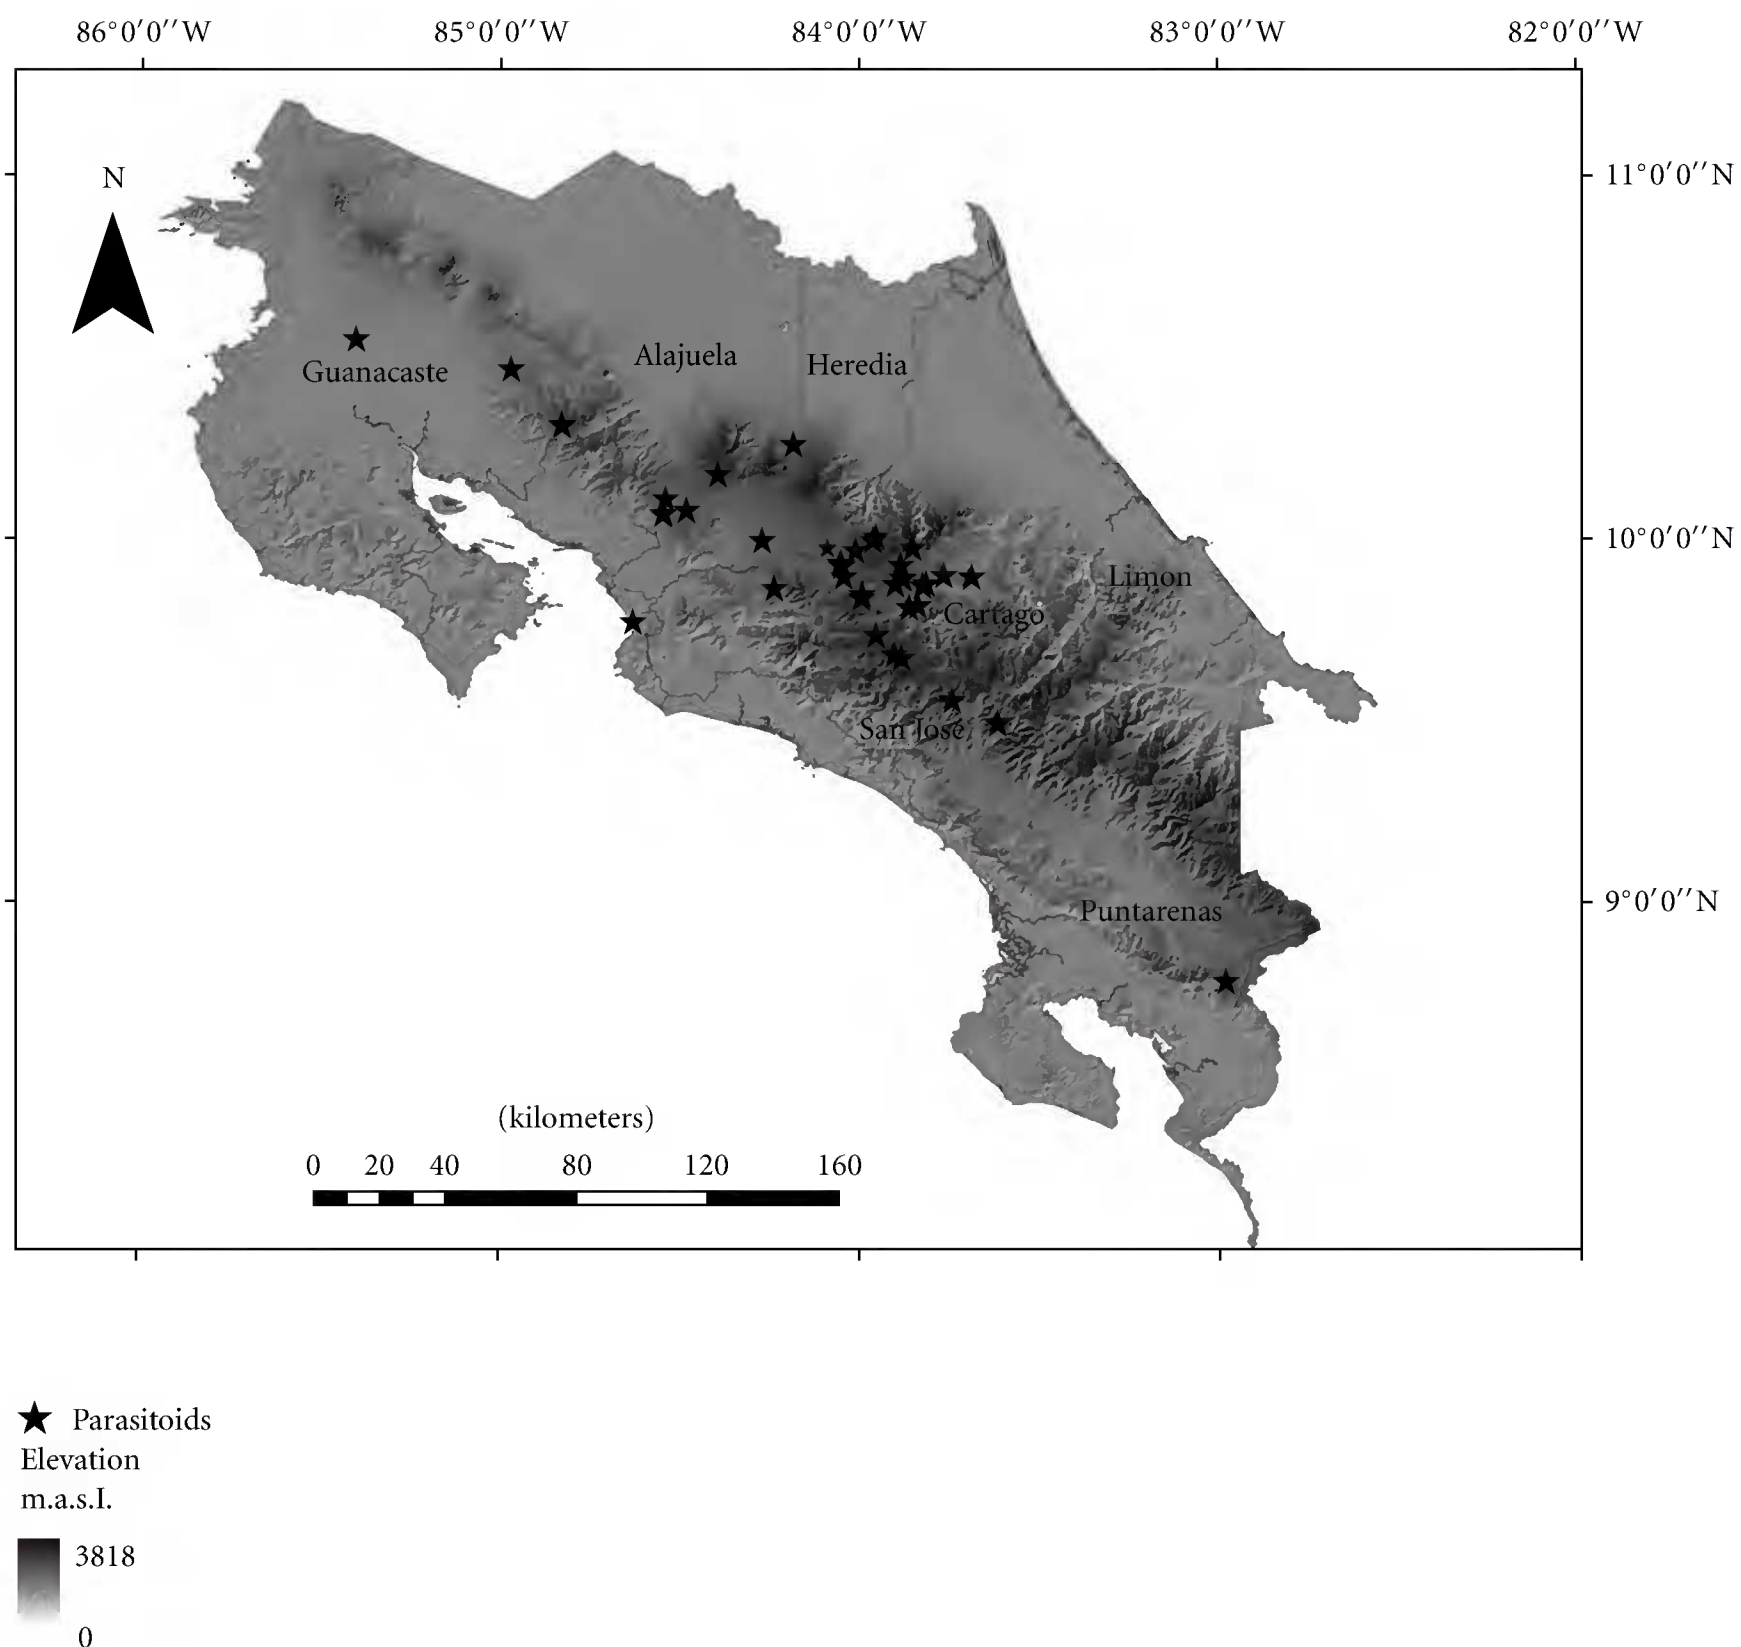 86°0′0′′W 85°0′0′′W 84°0′0′′W 83°0′0′′W 82°0′0′′W
11°0′0′′N
N
Alajuela
Heredia
Guanacaste
10°0′0′′N
Limon
Cartago
San Jose
9°0′0′′N
Puntarenas
(kilometers)
0 20 40 80 120 160
Parasitoids
Elevation
m.a.s.I.
3818
0